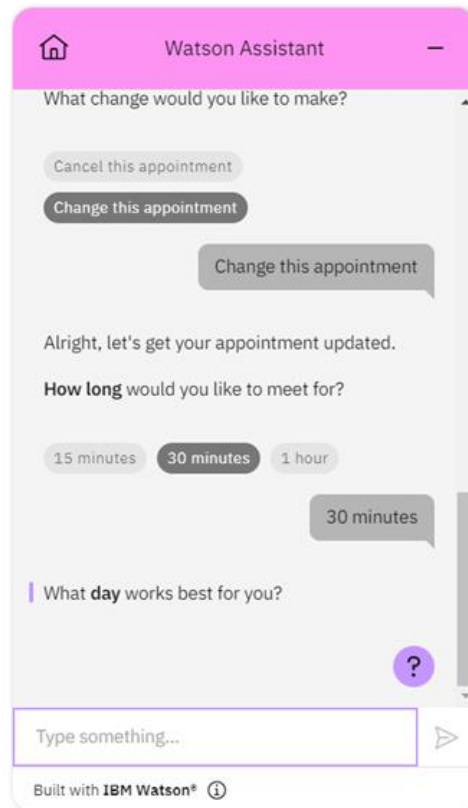 Watson Assistant
What change would you like to make?
Cancel this appointment
Change this appointment
Change this appointment
Alright, let's get your appointment updated.
How long would you like to meet for?
15 minutes 30 minutes 1 hour
30 minutes
What day works best for you?
?
Type something...
Built with IBM Watson®